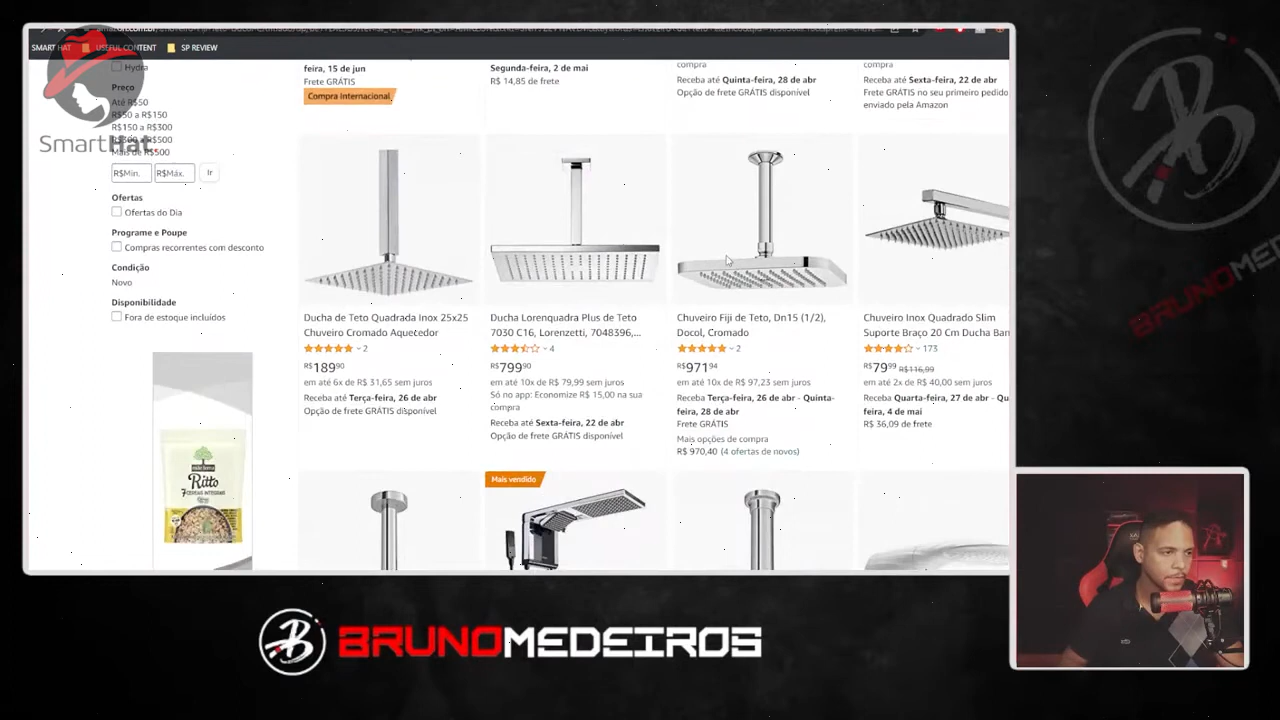 SMART HAT
USEFUL CONTENT
SP REVIEW
SmartHat
Hydra
Preço
Até R$50
R$50 a R$150
R$150 a R$300
R$300 a R$500
Mais de R$500
R$Mín.
R$Máx.
Ir
Ofertas
Ofertas do Dia
Programe e Poupe
Compras recorrentes com desconto
Condição
Novo
Disponibilidade
Fora de estoque incluídos
Ritto
7 CEREAIS INTEGRAIS
feira, 15 de jun
Frete GRÁTIS
Compra Internacional
Segunda-feira, 2 de mai
R$ 14,85 de frete
compra
Receba até Quinta-feira, 28 de abr
Opção de frete GRÁTIS disponível
compra
Receba até Sexta-feira, 22 de abr
Frete GRÁTIS no seu primeiro pedido
enviado pela Amazon
Ducha de Teto Quadrada Inox 25x25
Chuveiro Cromado Aquecedor
2
R$18990
em até 6x de R$ 31,65 sem juros
Receba até Terça-feira, 26 de abr
Opção de frete GRÁTIS disponível
Ducha Lorenquadra Plus de Teto
7030 C16, Lorenzetti, 7048396,...
4
R$79990
em até 10x de R$ 79,99 sem juros
Só no app: Economize R$ 15,00 na sua
compra
Receba até Sexta-feira, 22 de abr
Opção de frete GRÁTIS disponível
Chuveiro Fiji de Teto, Dn15 (1/2),
Docol, Cromado
2
R$97194
em até 10x de R$ 97,23 sem juros
Receba Terça-feira, 26 de abr - Quinta-
feira, 28 de abr
Frete GRÁTIS
Mais opções de compra
R$ 970,40 (4 ofertas de novos)
Chuveiro Inox Quadrado Slim
Suporte Braço 20 Cm Ducha Ban
173
R$7999 R$116,99
em até 2x de R$ 40,00 sem juros
Receba Quarta-feira, 27 de abr - Qu
feira, 4 de mai
R$ 36,09 de frete
Mais vendido
B
BRUNOMEDEIROS
B
BRUNOMEDE